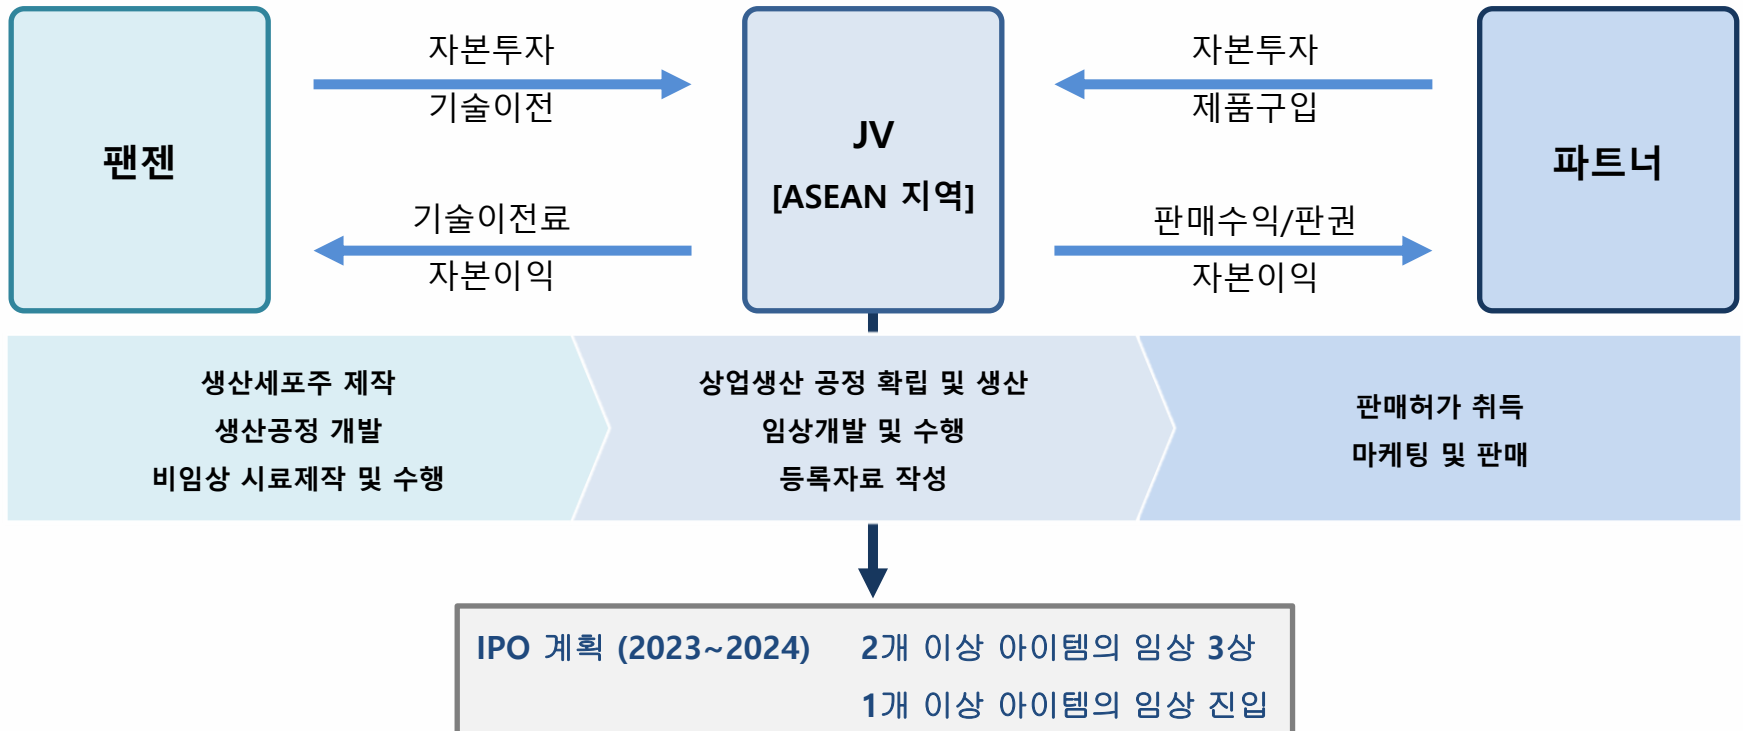 팬젠
자본투자
기술이전
기술이전료
자본이익
JV
[ASEAN 지역]
자본투자
제품구입
판매수익/판권
자본이익
파트너
생산세포주 제작
생산공정 개발
비임상 시료제작 및 수행
상업생산 공정 확립 및 생산
임상개발 및 수행
등록자료 작성
판매허가 취득
마케팅 및 판매
IPO 계획 (2023~2024) 2개 이상 아이템의 임상 3상
1개 이상 아이템의 임상 진입